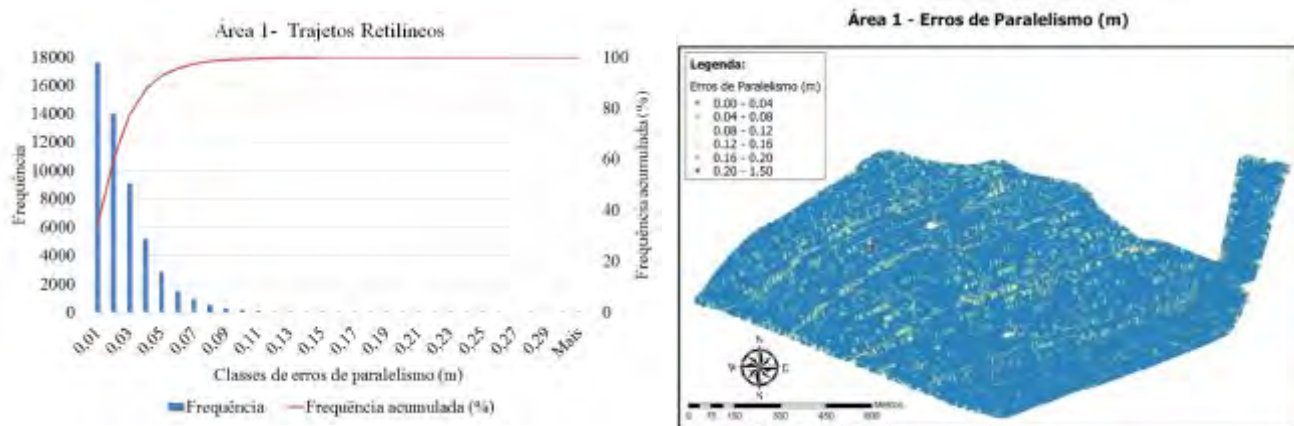 Área 1- Trajetos Retilíneos
Frequência
18000
16000
14000
12000
10000
8000
6000
4000
2000
0
Frequência acumulada (%)
100
80
60
40
20
0
0,01
0,03
0,05
0,07
0,09
0,11
0,13
0,15
0,17
0,19
0,21
0,23
0,25
0,27
0,29
Mais
Classes de erros de paralelismo (m)
Frequência
Frequência acumulada (%)
Área 1 - Erros de Paralelismo (m)
Legenda:
Erros de Paralelismo (m)
0.00 - 0.04
0.04 - 0.08
0.08 - 0.12
0.12 - 0.16
0.16 - 0.20
0.20 - 1.50
0 75 150 300 450 600